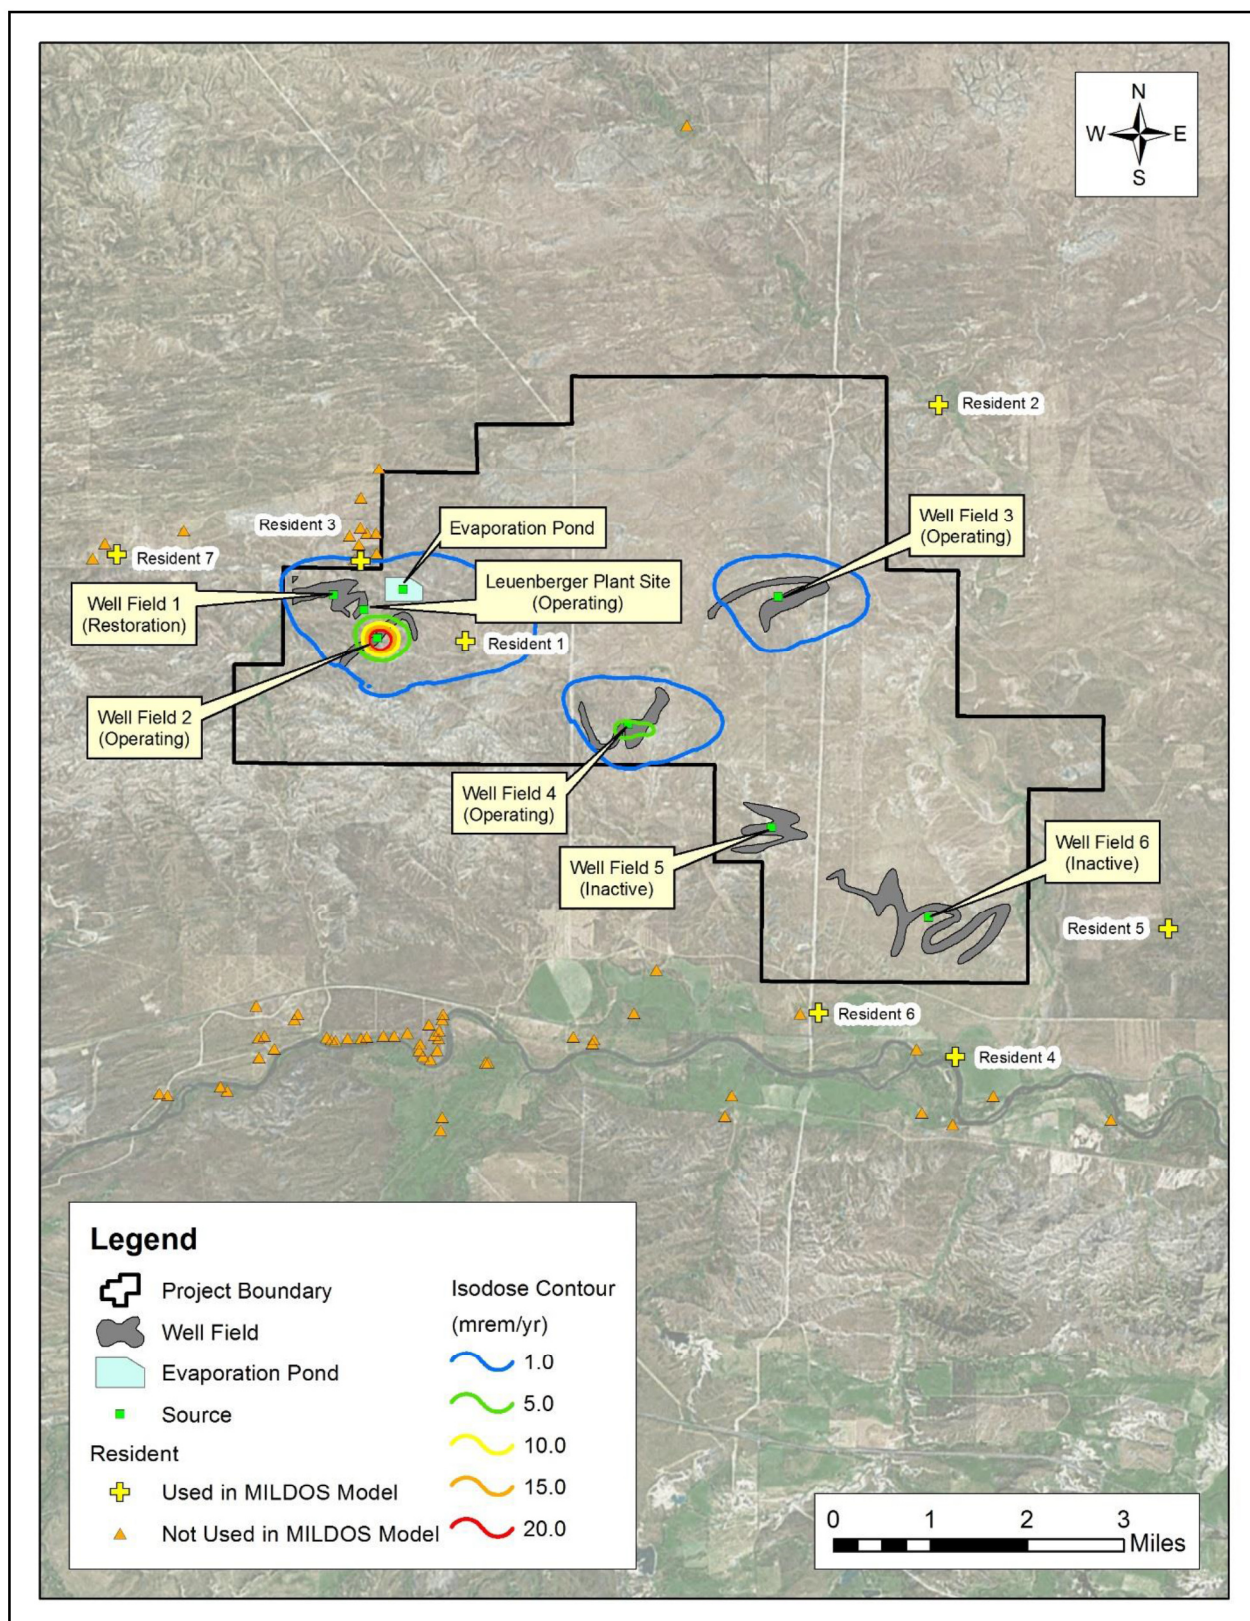 N
W E
S
Resident 2
Well Field 3
(Operating)
Resident 3
Evaporation Pond
Resident 7
Leuenberger Plant Site
(Operating)
Well Field 1
(Restoration)
Resident 1
Well Field 2
(Operating)
Well Field 4
(Operating)
Well Field 5
(Inactive)
Well Field 6
(Inactive)
Resident 5
Resident 6
Resident 4
Legend
Project Boundary
Well Field
Evaporation Pond
Source
Resident
Used in MILDOS Model
Not Used in MILDOS Model
Isodose Contour
(mrem/yr)
1.0
5.0
10.0
15.0
20.0
0 1 2 3
Miles